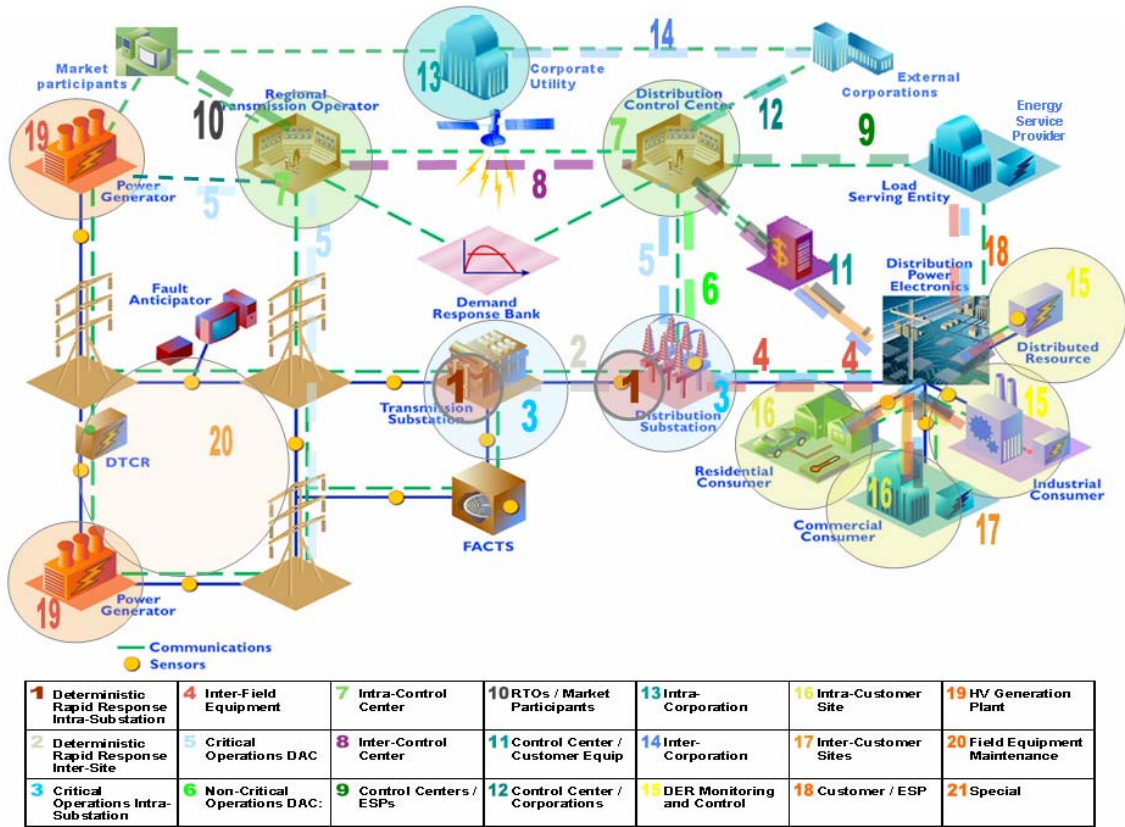 Market
participants
10
Regional
Transmission Operator
7
13
Corporate
Utility
14
External
Corporations
12
Distribution
Control Center
7
9
Energy
Service
Provider
Load
Serving Entity
19
Power
Generator
5
5
8
Demand
Response Bank
5
6
11
18
Distribution
Power
Electronics
15
Distributed
Resource
Fault
Anticipator
1
Transmission
Substation
3
2
1
Distribution
Substation
3
4
4
16
Residential
Consumer
15
Industrial
Consumer
16
Commercial
Consumer
17
DTCR
20
FACTS
19
Power
Generator
Communications
Sensors
1 Deterministic
Rapid Response
Intra-Substation
4 Inter-Field
Equipment
7 Intra-Control
Center
10 RTOs / Market
Participants
13 Intra-
Corporation
16 Intra-Customer
Site
19 HV Generation
Plant
2 Deterministic
Rapid Response
Inter-Site
5 Critical
Operations DAC
8 Inter-Control
Center
11 Control Center /
Customer Equip
14 Inter-
Corporation
17 Inter-Customer
Sites
20 Field Equipment
Maintenance
3 Critical
Operations Intra-
Substation
6 Non-Critical
Operations DAC:
9 Control Centers /
ESPs
12 Control Center /
Corporations
15 DER Monitoring
and Control
18 Customer / ESP
21 Special